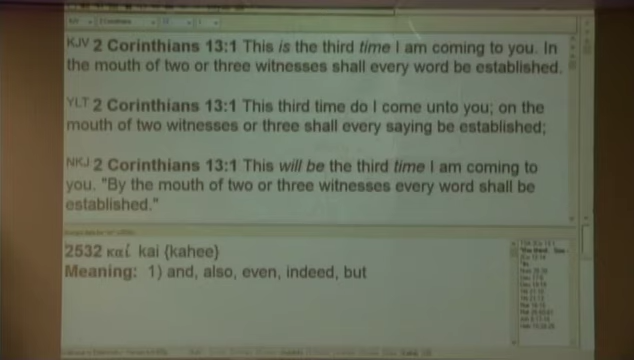 KJV 2 Corinthians 13:1 This is the third time I am coming to you. In
the mouth of two or three witnesses shall every word be established.
YLT 2 Corinthians 13:1 This third time do I come unto you; on the
mouth of two witnesses or three shall every saying be established;
NKJ 2 Corinthians 13:1 This will be the third time I am coming to
you. "By the mouth of two or three witnesses every word shall be
established."
2532 καί kai {kahee}
Meaning: 1) and, also, even, indeed, but